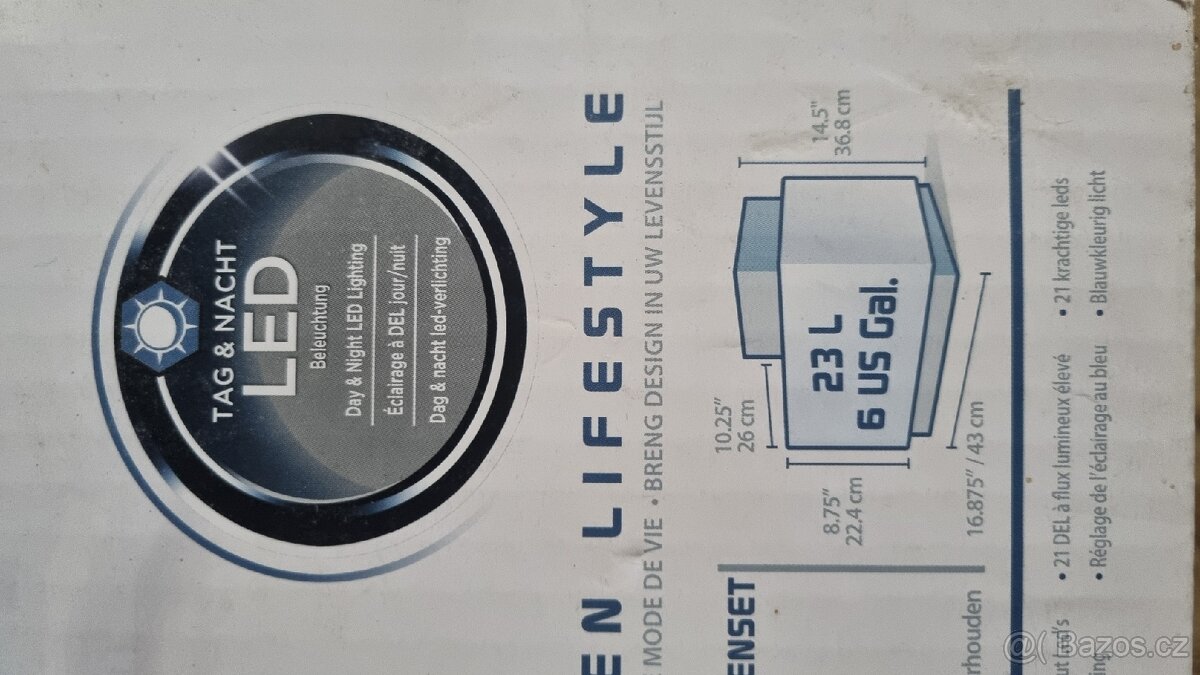 TAG & NACHT
LED
Beleuchtung
Day & Night LED Lighting
Éclairage à DEL jour/nuit
Dag & nacht led-verlichting
EN LIFESTYLE
MODE DE VIE • BRENG DESIGN IN UW LEVENSSTIJL
ENSET
rhouden
10.25"
26 cm
14.5"
36.8 cm
23 L
6 US Gal.
8.75"
22.4 cm
16.875" / 43 cm
• 21 DEL à flux lumineux élevé
• Réglage de l'éclairage au bleu
• 21 krachtige leds
• Blauwkleurig licht
Bazos.cz